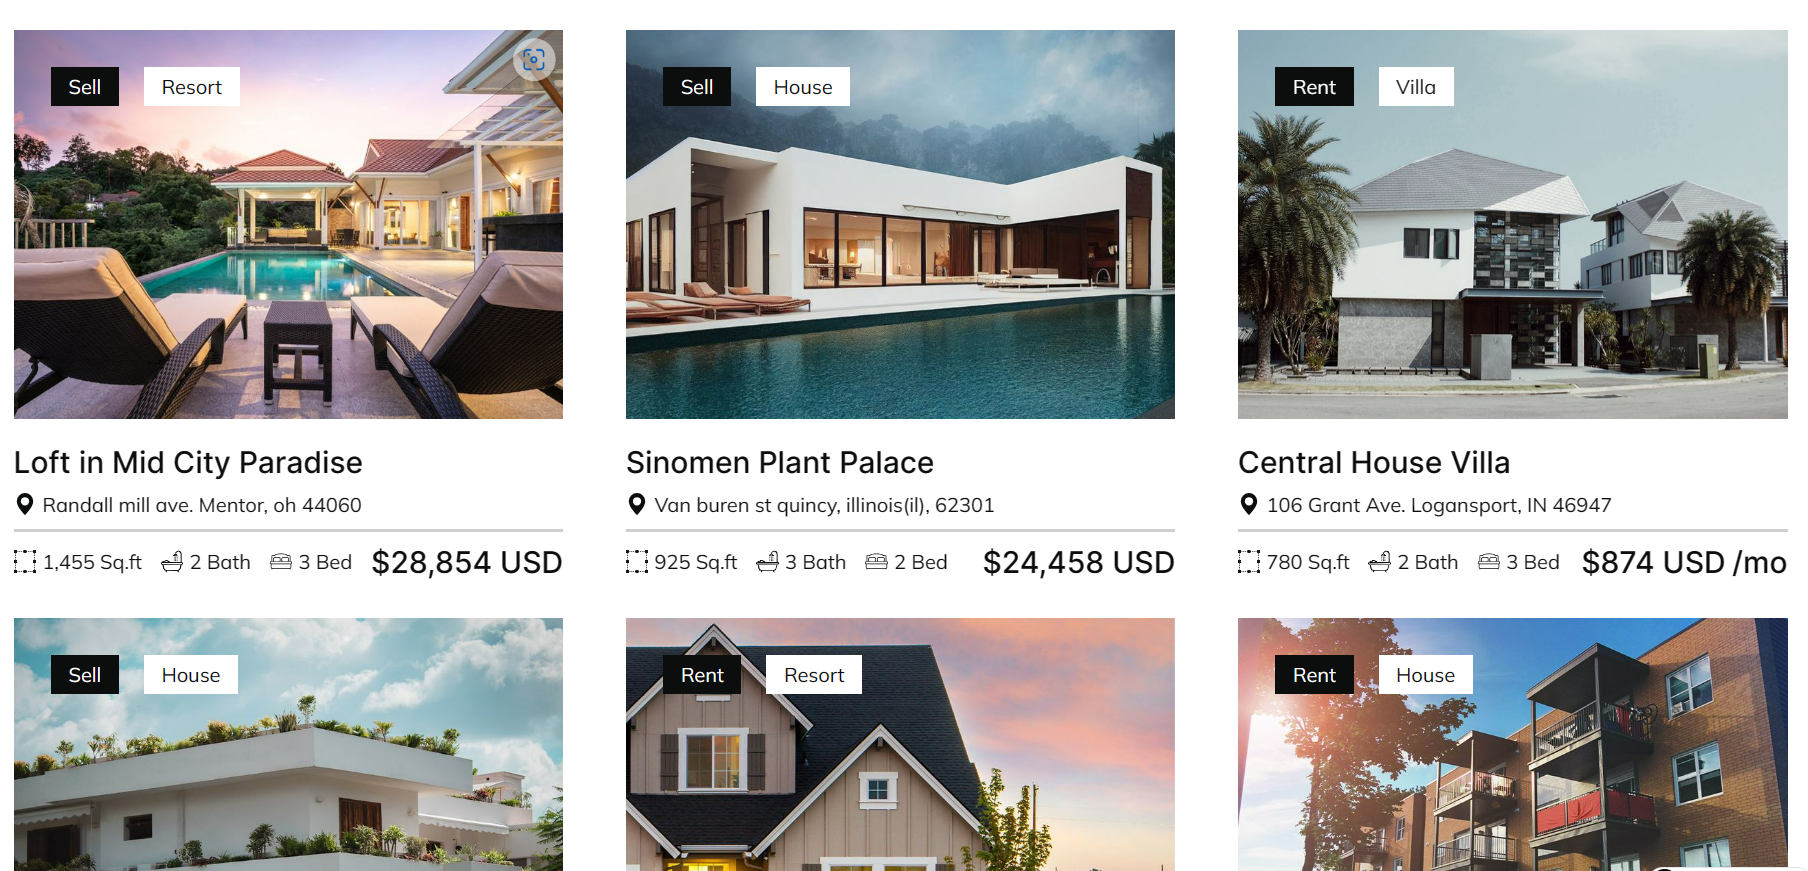 Sell Resort
Sell House
Rent Villa
Loft in Mid City Paradise
Randall mill ave. Mentor, oh 44060
1,455 Sq.ft 2 Bath 3 Bed $28,854 USD
Sinomen Plant Palace
Van buren st quincy, illinois(il), 62301
925 Sq.ft 3 Bath 2 Bed $24,458 USD
Central House Villa
106 Grant Ave. Logansport, IN 46947
780 Sq.ft 2 Bath 3 Bed $874 USD /mo
Sell House
Rent Resort
Rent House